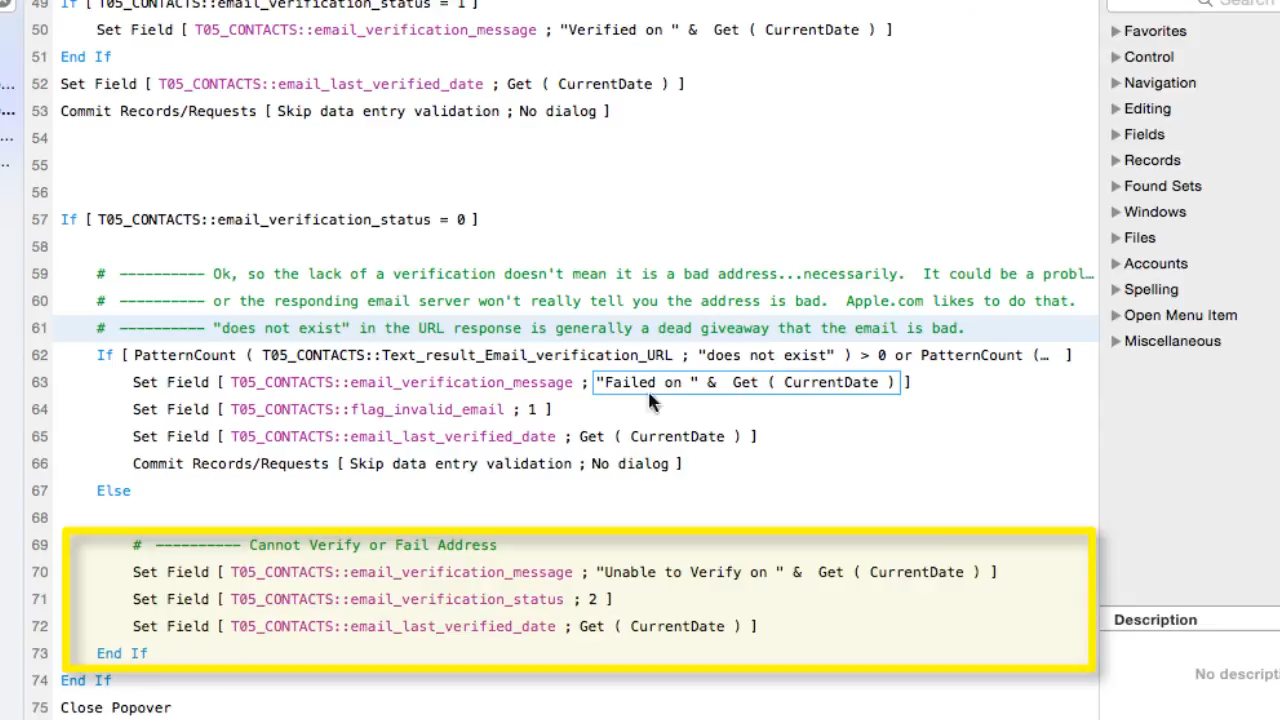 49 If [ T05_CONTACTS::email_verification_status = 1 ]
50 Set Field [ T05_CONTACTS::email_verification_message ; "Verified on " & Get ( CurrentDate ) ]
51 End If
52 Set Field [ T05_CONTACTS::email_last_verified_date ; Get ( CurrentDate ) ]
53 Commit Records/Requests [ Skip data entry validation ; No dialog ]
54
55
56
57 If [ T05_CONTACTS::email_verification_status = 0 ]
58
59 # ---------- Ok, so the lack of a verification doesn't mean it is a bad address...necessarily. It could be a probl…
60 # ---------- or the responding email server won't really tell you the address is bad. Apple.com likes to do that.
61 # ---------- "does not exist" in the URL response is generally a dead giveaway that the email is bad.
62 If [ PatternCount ( T05_CONTACTS::Text_result_Email_verification_URL ; "does not exist" ) > 0 or PatternCount (… ]
63 Set Field [ T05_CONTACTS::email_verification_message ; "Failed on " & Get ( CurrentDate ) ]
64 Set Field [ T05_CONTACTS::flag_invalid_email ; 1 ]
65 Set Field [ T05_CONTACTS::email_last_verified_date ; Get ( CurrentDate ) ]
66 Commit Records/Requests [ Skip data entry validation ; No dialog ]
67 Else
68
69 # ---------- Cannot Verify or Fail Address
70 Set Field [ T05_CONTACTS::email_verification_message ; "Unable to Verify on " & Get ( CurrentDate ) ]
71 Set Field [ T05_CONTACTS::email_verification_status ; 2 ]
72 Set Field [ T05_CONTACTS::email_last_verified_date ; Get ( CurrentDate ) ]
73 End If
74 End If
75 Close Popover
Search
Favorites
Control
Navigation
Editing
Fields
Records
Found Sets
Windows
Files
Accounts
Spelling
Open Menu Item
Miscellaneous
Description
No descripti